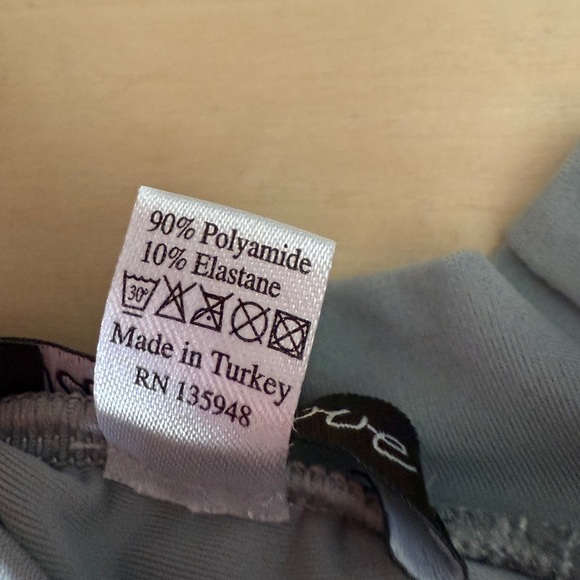 90% Polyamide
10% Elastane
30°
Made in Turkey
RN 135948